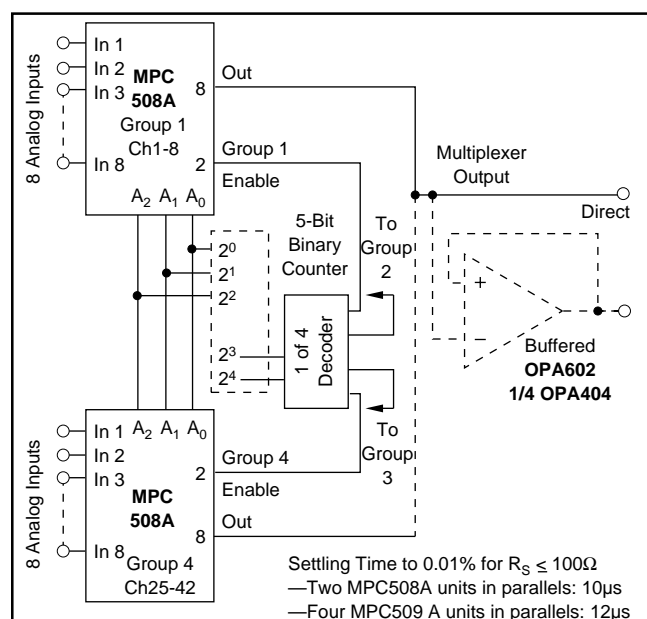 8 Analog Inputs
In 1
In 2
In 3
In 8
MPC
508A
Group 1
Ch1-8
8
2
A2 A1 A0
Out
Group 1
Enable
Multiplexer
Output
Direct
5-Bit
Binary
Counter
To
Group
2
2⁰
2¹
2²
2³
2⁴
1 of 4
Decoder
+
–
Buffered
OPA602
1/4 OPA404
To
Group
3
8 Analog Inputs
In 1
In 2
In 3
In 8
A2 A1 A0
MPC
508A
2
8
Group 4
Ch25-42
Group 4
Enable
Out
Settling Time to 0.01% for RS ≤ 100Ω
—Two MPC508A units in parallels: 10µs
—Four MPC509 A units in parallels: 12µs